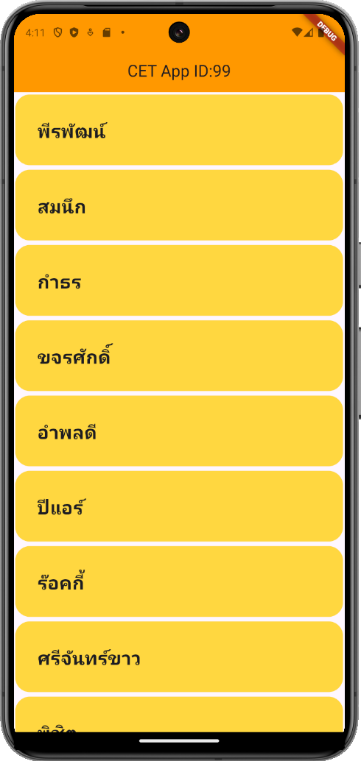 4:11
DEBUG
CET App ID:99
พีรพัฒน์
สมนึก
กำธร
ขจรศักดิ์
อำพลดี
ปีแอร์
ร๊อคกี้
ศรีจันทร์ขาว